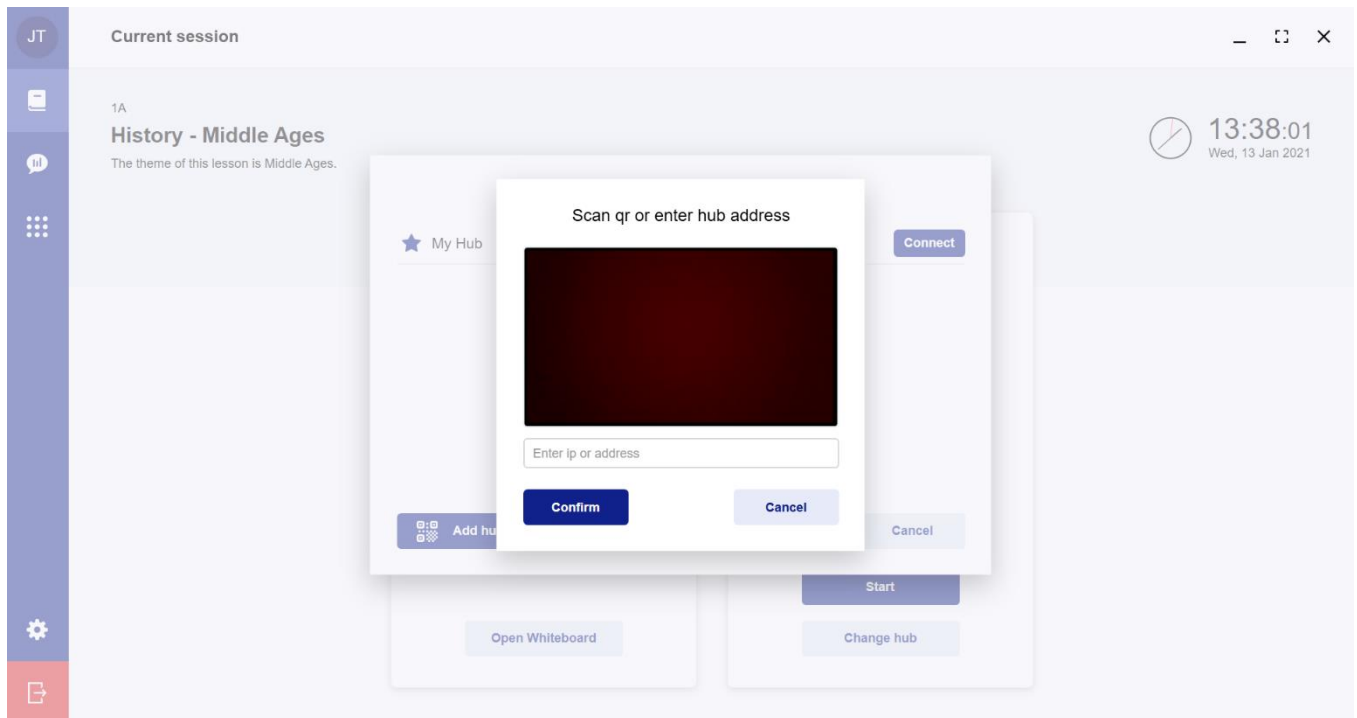 JT
Current session
1A
History - Middle Ages
The theme of this lesson is Middle Ages.
13:38:01
Wed, 13 Jan 2021
Scan qr or enter hub address
My Hub
Connect
Enter ip or address
Confirm
Cancel
Add hu
Cancel
Start
Open Whiteboard
Change hub